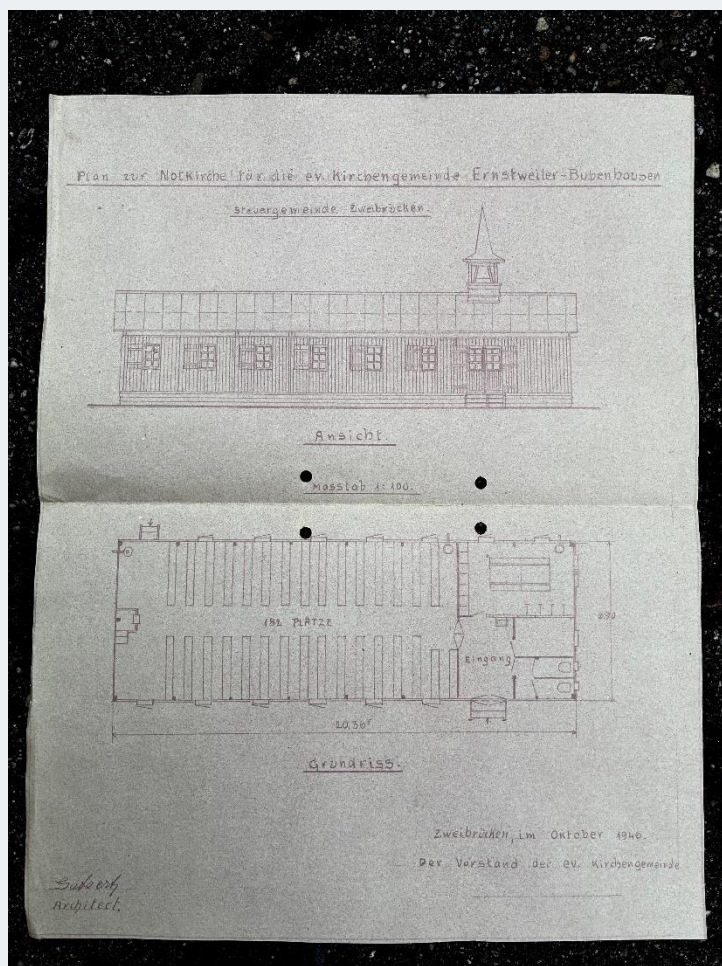 Plan zur Notkirche für die ev. Kirchengemeinde Ernstweiler-Bubenhausen
Steuergemeinde Zweibrücken.
Ansicht.
Masstab 1:100.
182 PLÄTZE
Eingang
20,36⁵
Grundriss.
Zweibrücken, im Oktober 1946.
Der Vorstand der ev. Kirchengemeinde
Architect.